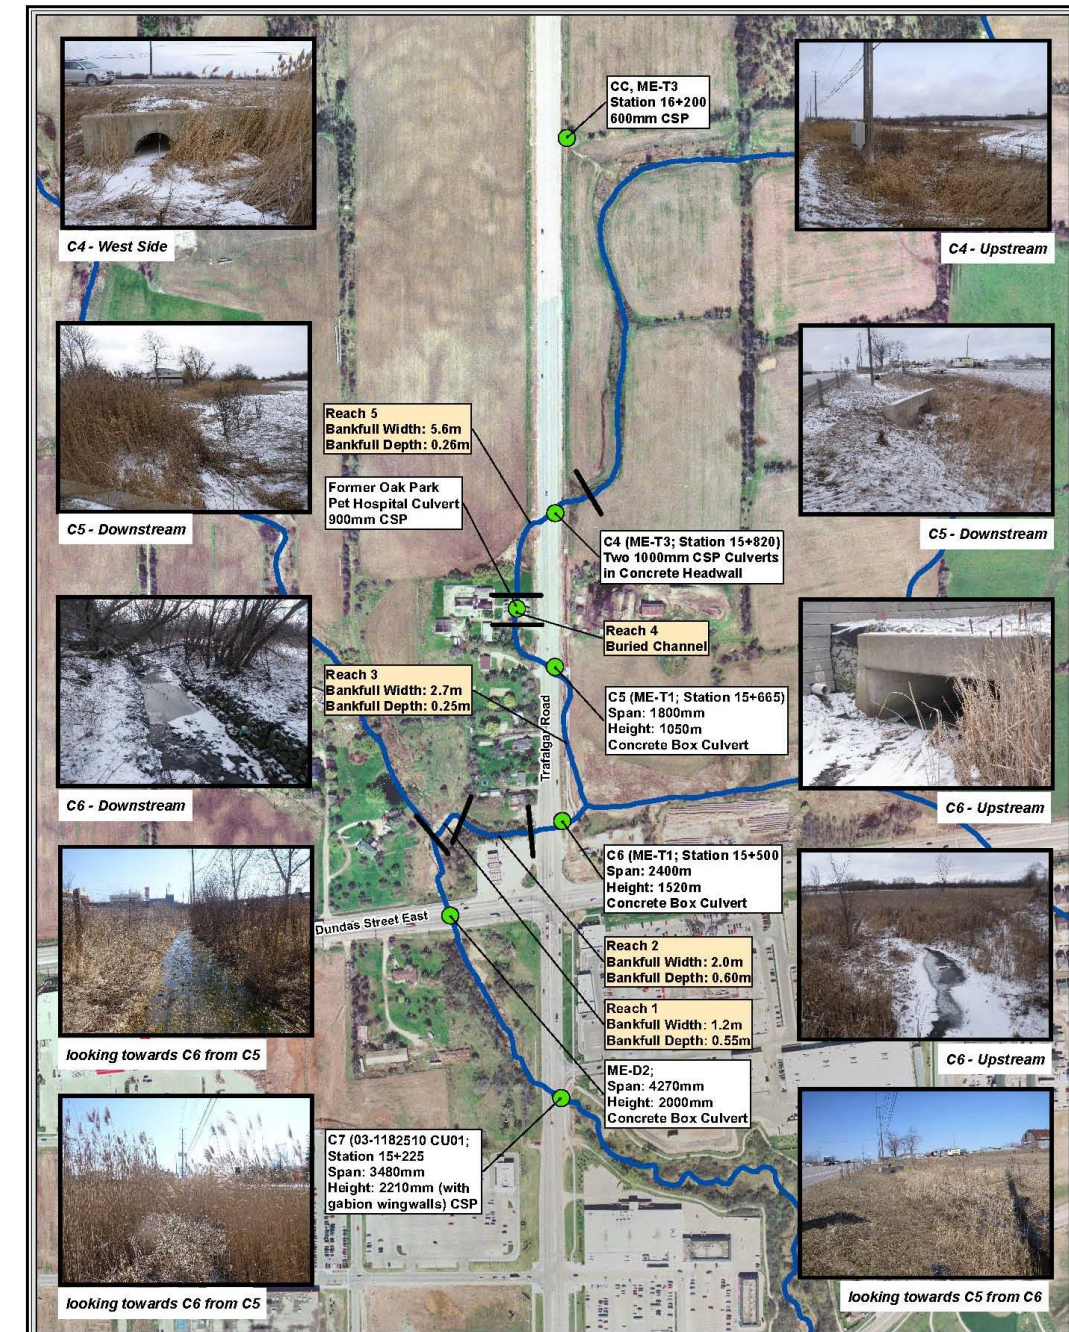 CC, ME-T3
Station 16+200
600mm CSP
C4 - West Side
C4 - Upstream
C5 - Downstream
C5 - Downstream
Reach 5
Bankfull Width: 5.6m
Bankfull Depth: 0.26m
Former Oak Park
Pet Hospital Culvert
900mm CSP
C4 (ME-T3; Station 15+820)
Two 1000mm CSP Culverts
in Concrete Headwall
Reach 4
Buried Channel
Reach 3
Bankfull Width: 2.7m
Bankfull Depth: 0.25m
C5 (ME-T1; Station 15+665)
Span: 1800mm
Height: 1050m
Concrete Box Culvert
Trafalgar Road
C6 - Downstream
C6 - Upstream
C6 (ME-T1; Station 15+500
Span: 2400m
Height: 1520m
Concrete Box Culvert
Dundas Street East
Reach 2
Bankfull Width: 2.0m
Bankfull Depth: 0.60m
Reach 1
Bankfull Width: 1.2m
Bankfull Depth: 0.55m
looking towards C6 from C5
C6 - Upstream
ME-D2;
Span: 4270mm
Height: 2000mm
Concrete Box Culvert
C7 (03-1182510 CU01;
Station 15+225
Span: 3480mm
Height: 2210mm (with
gabion wingwalls) CSP
looking towards C6 from C5
looking towards C5 from C6